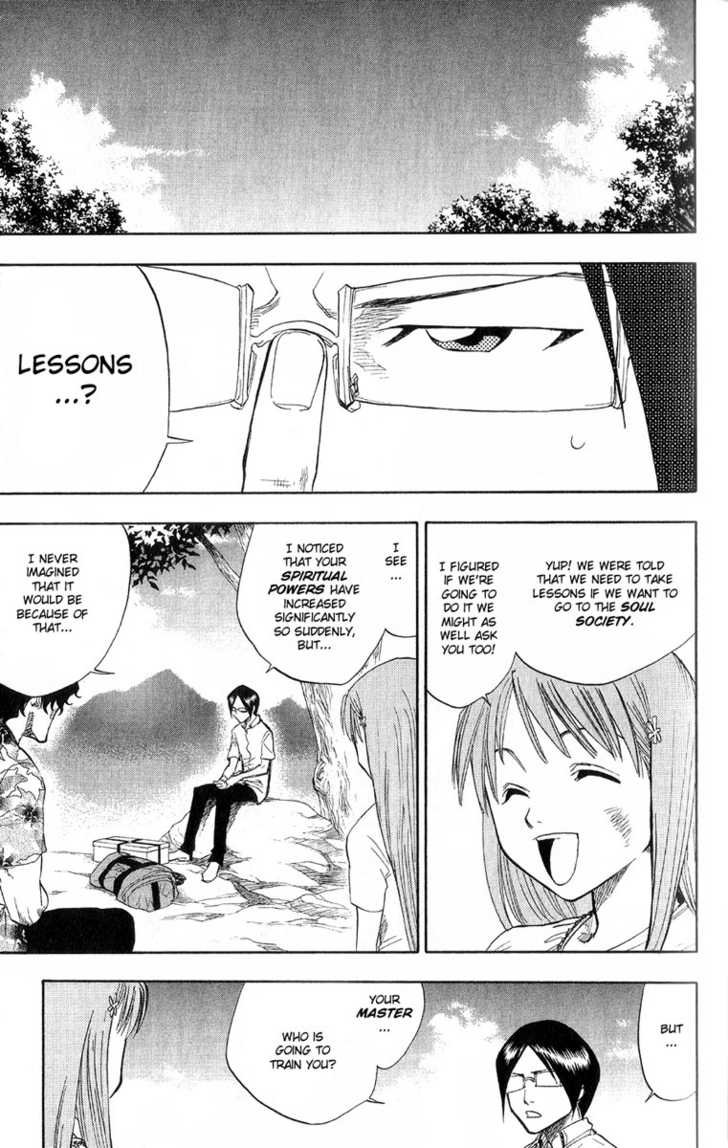 LESSONS
...?
YUP! WE WERE TOLD
THAT WE NEED TO TAKE
LESSONS IF WE WANT TO
GO TO THE SOUL
SOCIETY.
I FIGURED
IF WE'RE
GOING TO
DO IT WE
MIGHT AS
WELL ASK
YOU TOO!
I
SEE
...
I NOTICED
THAT YOUR
SPIRITUAL
POWERS HAVE
INCREASED
SIGNIFICANTLY
SO SUDDENLY,
BUT...
I NEVER
IMAGINED
THAT IT
WOULD BE
BECAUSE OF
THAT...
BUT
...
YOUR
MASTER
...
WHO IS
GOING TO
TRAIN YOU?